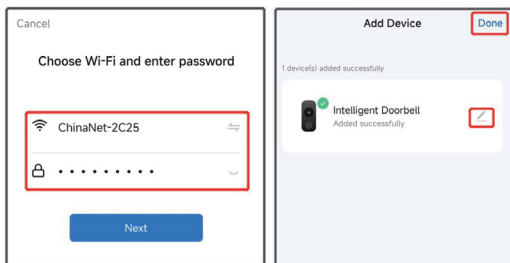 Cancel
Choose Wi-Fi and enter password
ChinaNet-2C25
Next
Add Device
Done
1 device(s) added successfully
Intelligent Doorbell
Added successfully